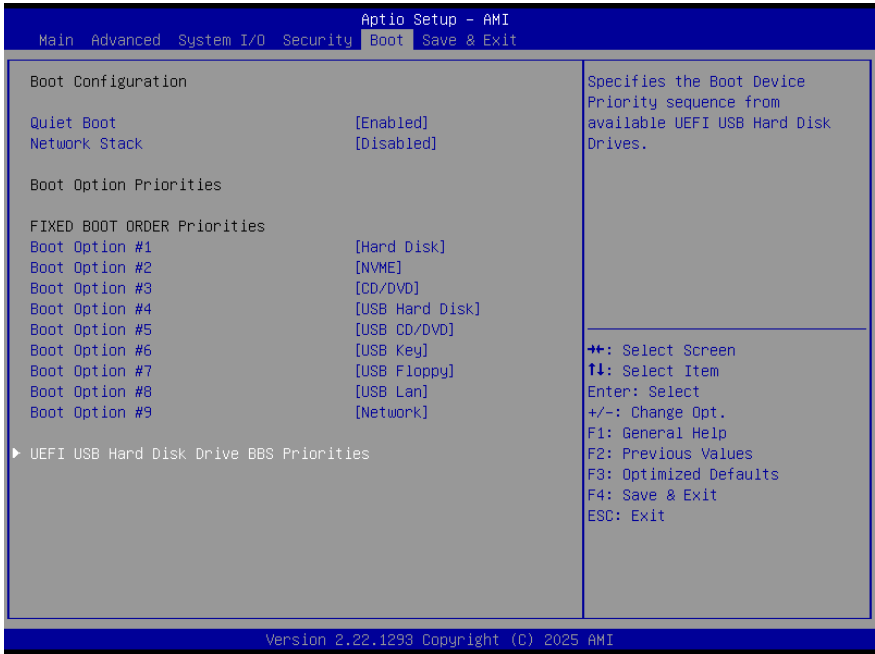 Aptio Setup - AMI
Main Advanced System I/O Security Boot Save & Exit
Boot Configuration
Quiet Boot [Enabled]
Network Stack [Disabled]
Boot Option Priorities
FIXED BOOT ORDER Priorities
Boot Option #1 [Hard Disk]
Boot Option #2 [NVME]
Boot Option #3 [CD/DVD]
Boot Option #4 [USB Hard Disk]
Boot Option #5 [USB CD/DVD]
Boot Option #6 [USB Key]
Boot Option #7 [USB Floppy]
Boot Option #8 [USB Lan]
Boot Option #9 [Network]
▶ UEFI USB Hard Disk Drive BBS Priorities
Specifies the Boot Device
Priority sequence from
available UEFI USB Hard Disk
Drives.
→←: Select Screen
↑↓: Select Item
Enter: Select
+/-: Change Opt.
F1: General Help
F2: Previous Values
F3: Optimized Defaults
F4: Save & Exit
ESC: Exit
Version 2.22.1293 Copyright (C) 2025 AMI